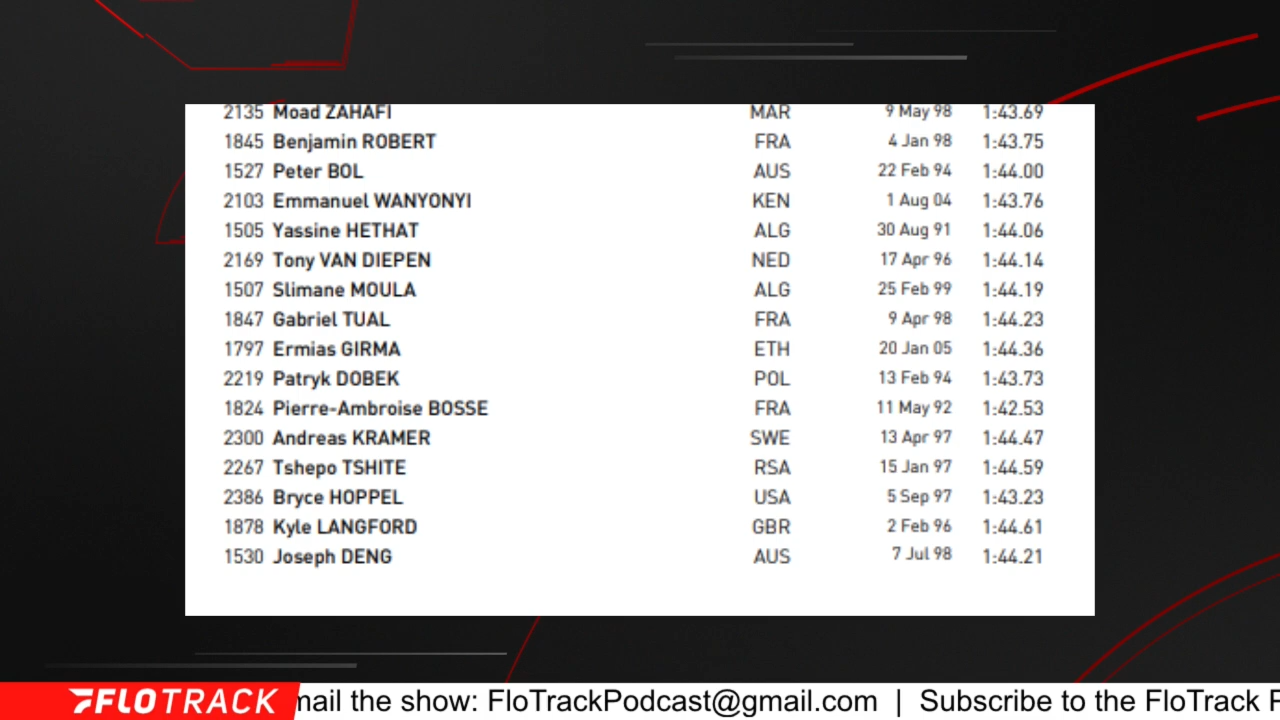 2135 Moad ZAHAFI MAR 9 May 98 1:43.69
1845 Benjamin ROBERT FRA 4 Jan 98 1:43.75
1527 Peter BOL AUS 22 Feb 94 1:44.00
2103 Emmanuel WANYONYI KEN 1 Aug 04 1:43.76
1505 Yassine HETHAT ALG 30 Aug 91 1:44.06
2169 Tony VAN DIEPEN NED 17 Apr 96 1:44.14
1507 Slimane MOULA ALG 25 Feb 99 1:44.19
1847 Gabriel TUAL FRA 9 Apr 98 1:44.23
1797 Ermias GIRMA ETH 20 Jan 05 1:44.36
2219 Patryk DOBEK POL 13 Feb 94 1:43.73
1824 Pierre-Ambroise BOSSE FRA 11 May 92 1:42.53
2300 Andreas KRAMER SWE 13 Apr 97 1:44.47
2267 Tshepo TSHITE RSA 15 Jan 97 1:44.59
2386 Bryce HOPPEL USA 5 Sep 97 1:43.23
1878 Kyle LANGFORD GBR 2 Feb 96 1:44.61
1530 Joseph DENG AUS 7 Jul 98 1:44.21
FLOTRACK mail the show: FloTrackPodcast@gmail.com | Subscribe to the FloTrack P